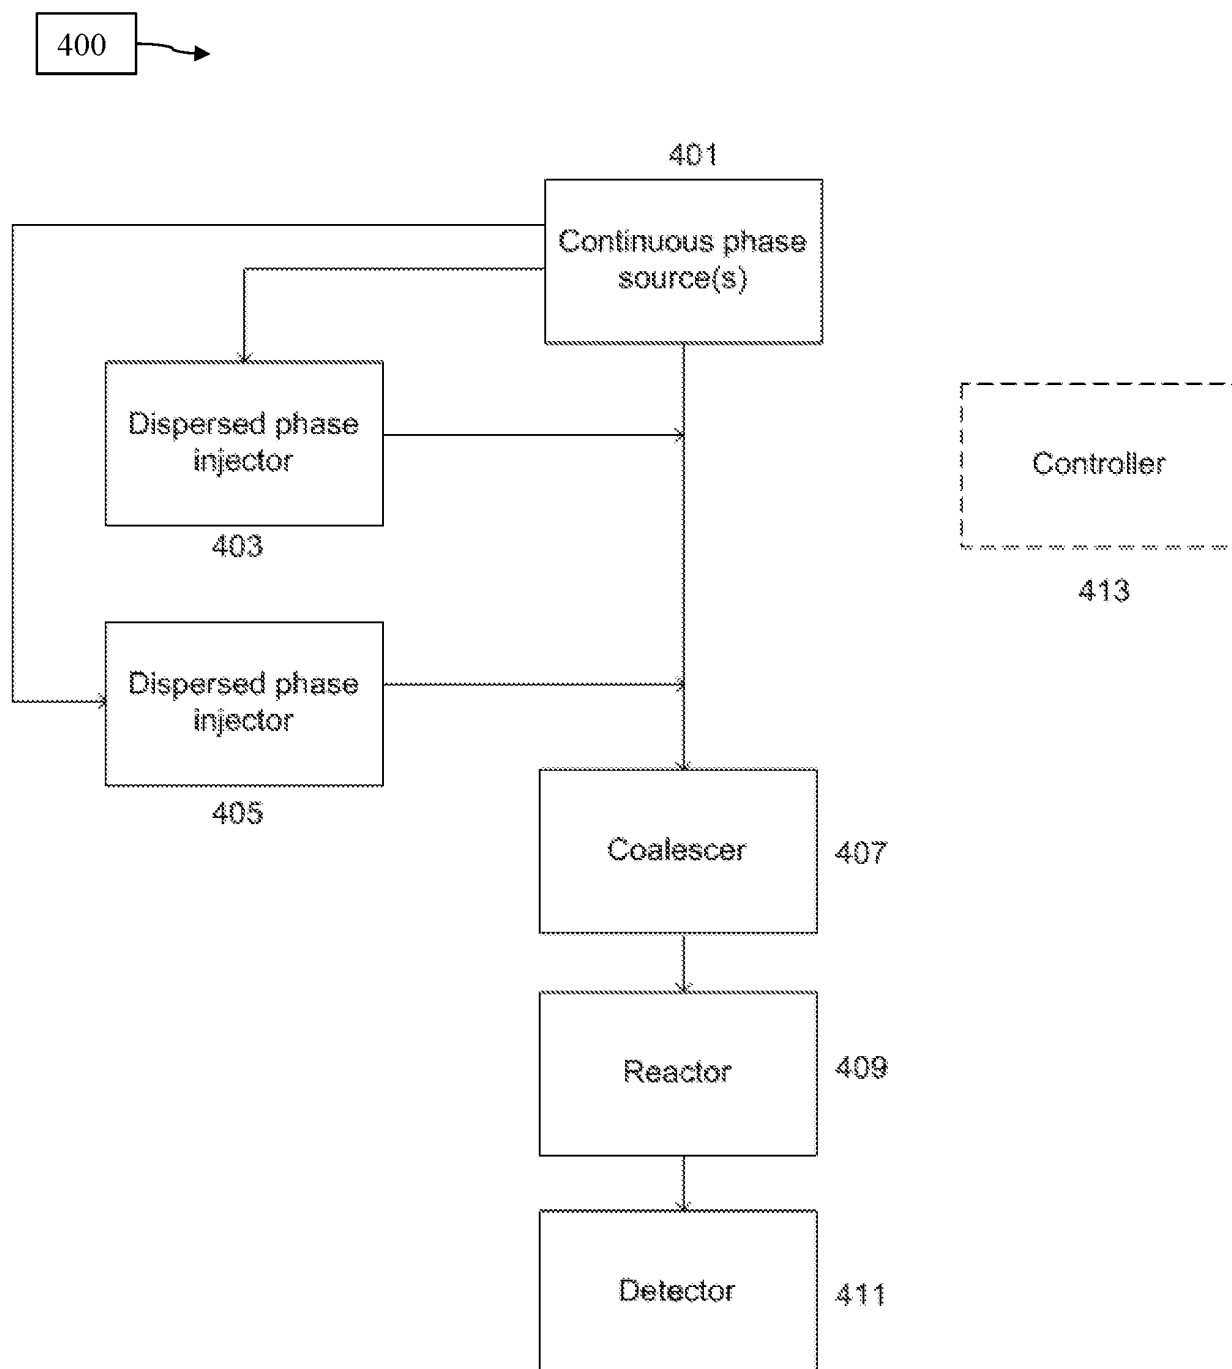 400
401
Continuous phase
source(s)
Dispersed phase
injector
403
Controller
413
Dispersed phase
injector
405
Coalescer
407
Reactor
409
Detector
411